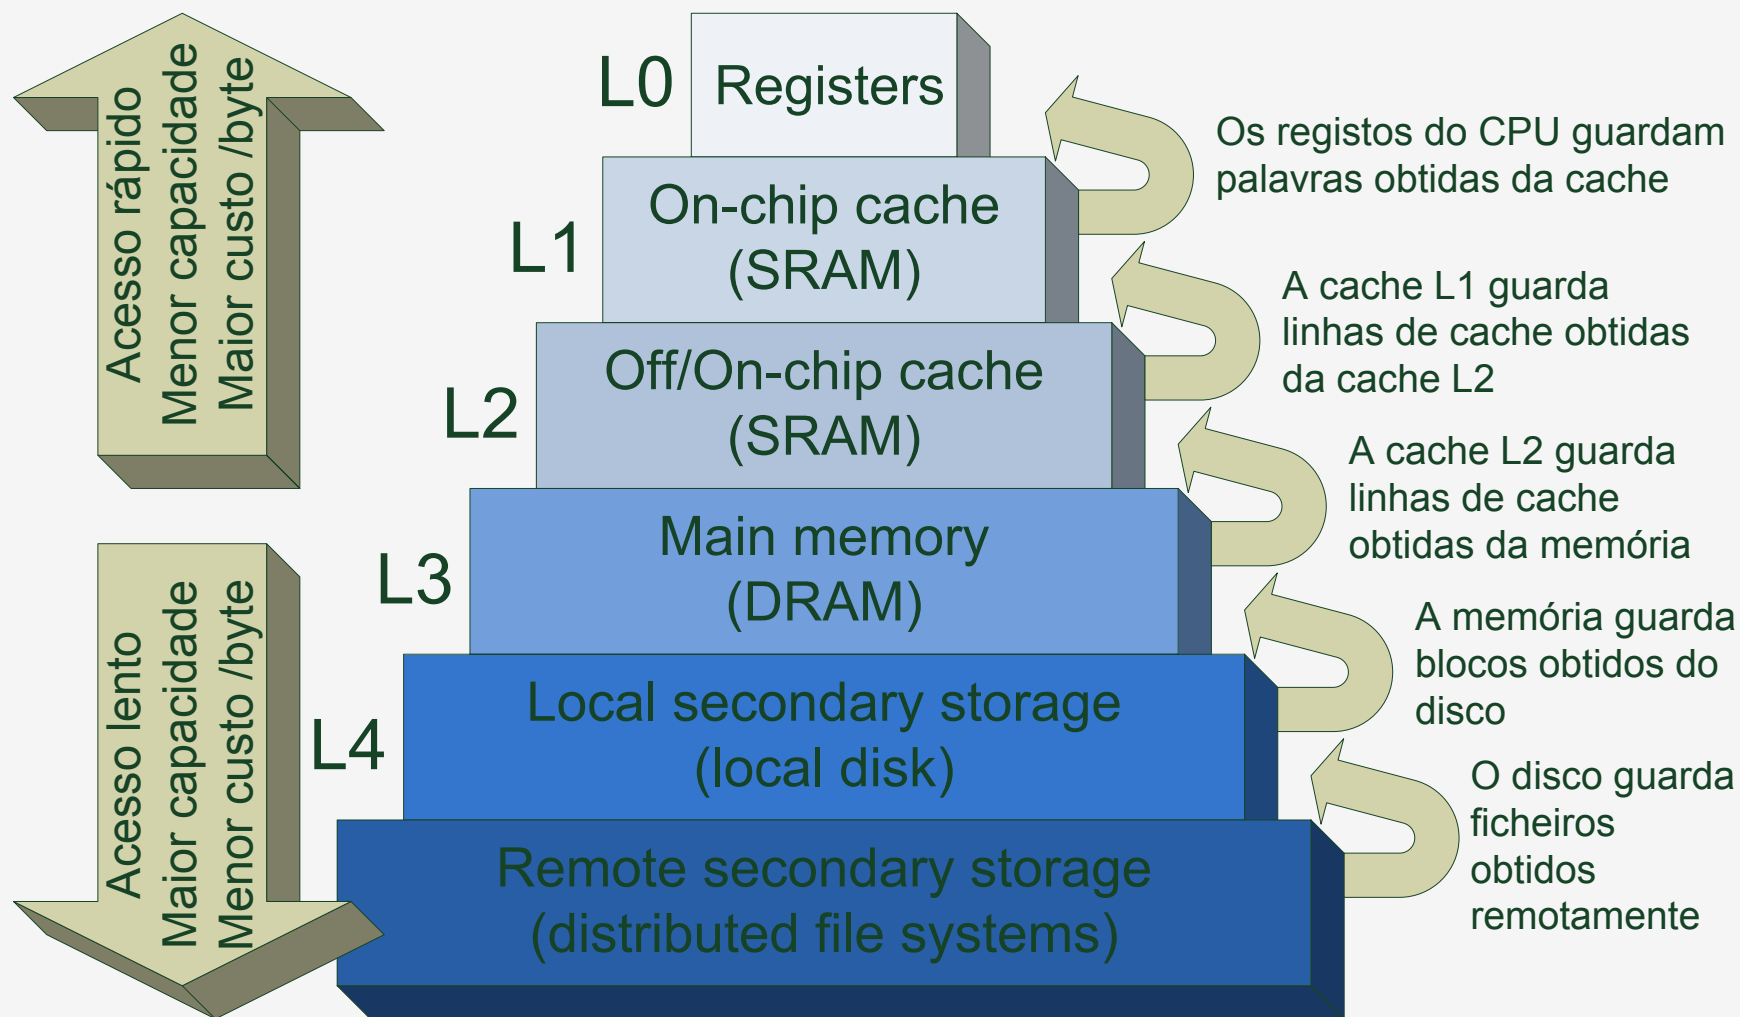 Acesso rápido
Menor capacidade
Maior custo /byte
Acesso lento
Maior capacidade
Menor custo /byte
L0
Registers
L1
On-chip cache
(SRAM)
L2
Off/On-chip cache
(SRAM)
L3
Main memory
(DRAM)
L4
Local secondary storage
(local disk)
Remote secondary storage
(distributed file systems)
Os registos do CPU guardam
palavras obtidas da cache
A cache L1 guarda
linhas de cache obtidas
da cache L2
A cache L2 guarda
linhas de cache
obtidas da memória
A memória guarda
blocos obtidos do
disco
O disco guarda
ficheiros
obtidos
remotamente